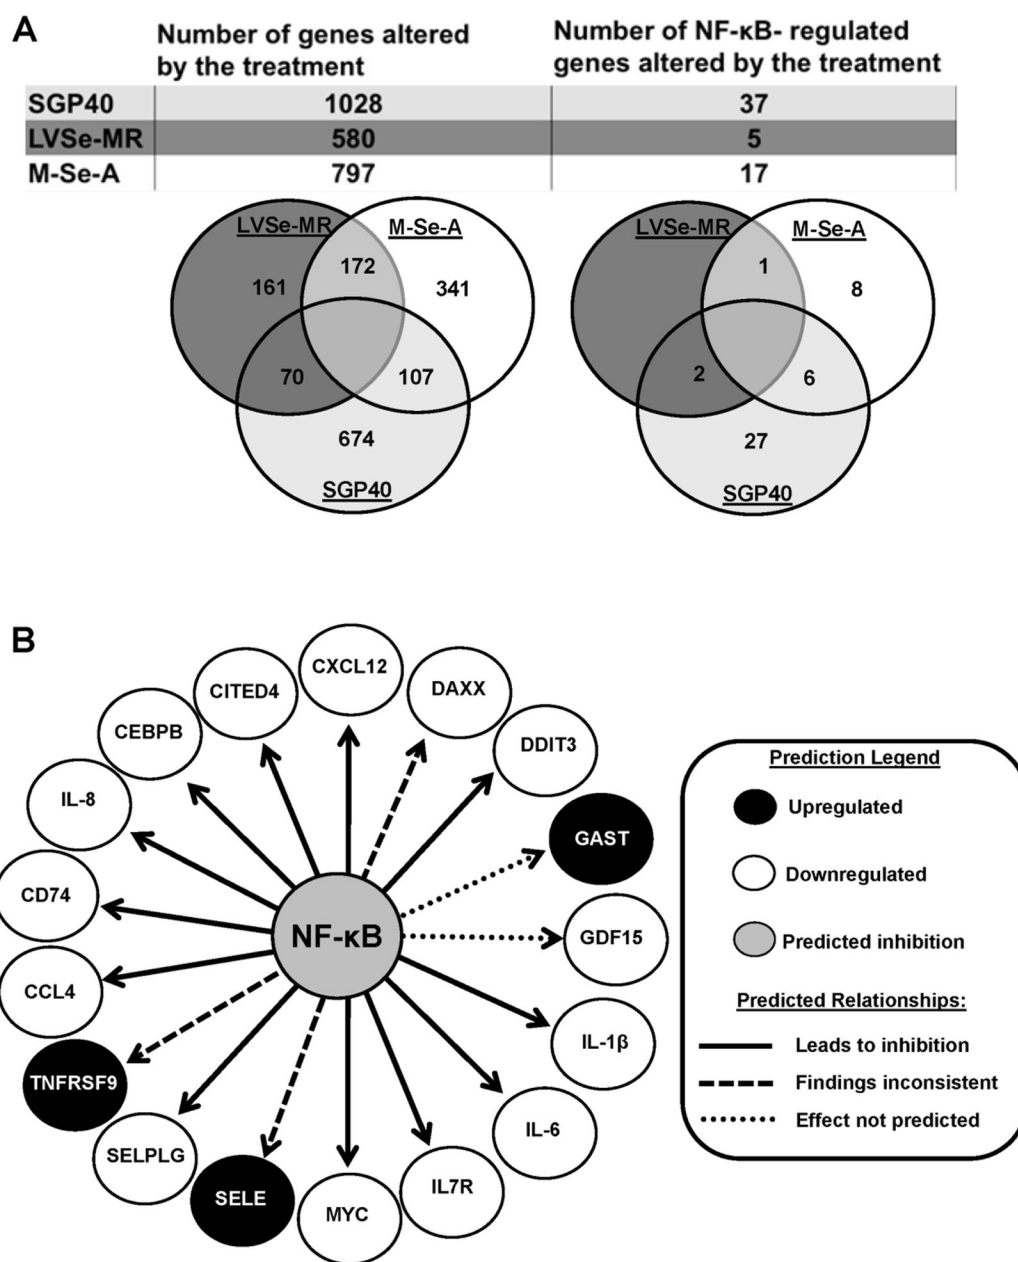 A
Number of genes altered by the treatment
Number of NF-κB- regulated genes altered by the treatment
SGP40 1028 37
LVSe-MR 580 5
M-Se-A 797 17
LVSe-MR
M-Se-A
172
161
341
70
107
674
SGP40
LVSe-MR
M-Se-A
1
8
2
6
27
SGP40
B
CXCL12
DAXX
CITED4
CEBPB
DDIT3
IL-8
GAST
CD74
NF-κB
GDF15
CCL4
IL-1β
TNFRSF9
IL-6
SELPLG
IL7R
SELE
MYC
Prediction Legend
Upregulated
Downregulated
Predicted inhibition
Predicted Relationships:
Leads to inhibition
Findings inconsistent
Effect not predicted